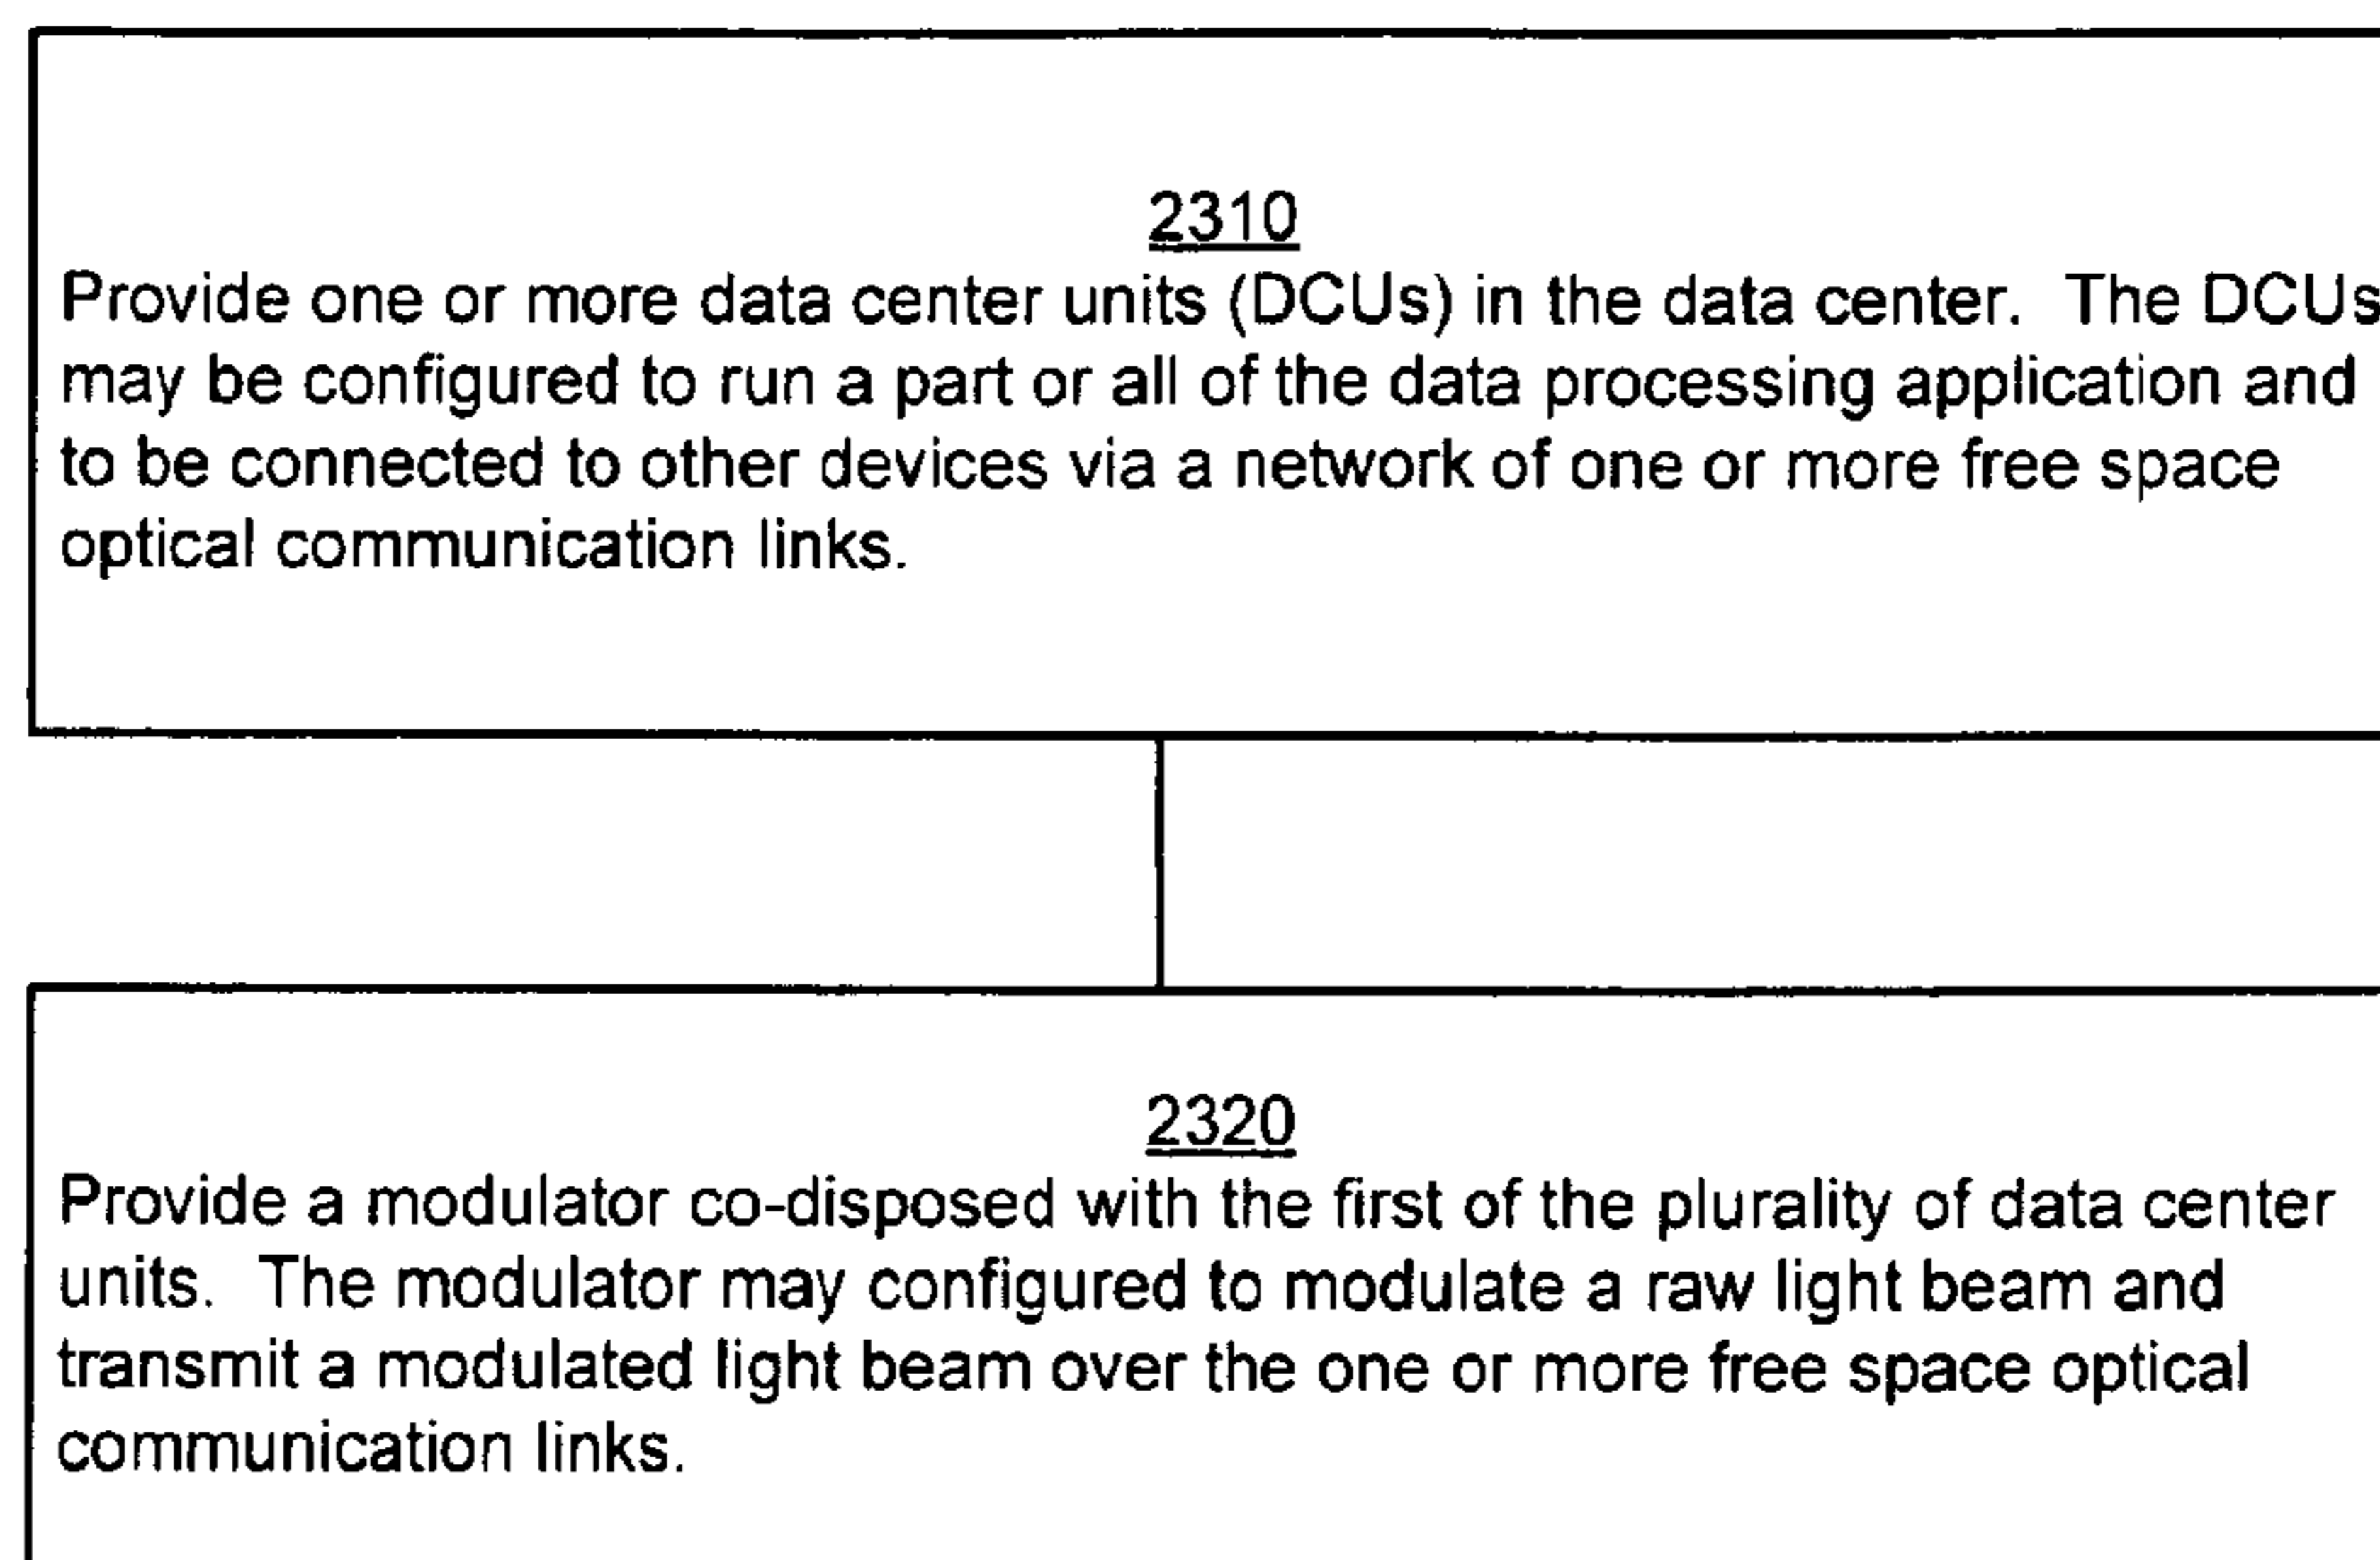 2310
Provide one or more data center units (DCUs) in the data center. The DCUs
may be configured to run a part or all of the data processing application and
to be connected to other devices via a network of one or more free space
optical communication links.
2320
Provide a modulator co-disposed with the first of the plurality of data center
units. The modulator may configured to modulate a raw light beam and
transmit a modulated light beam over the one or more free space optical
communication links.